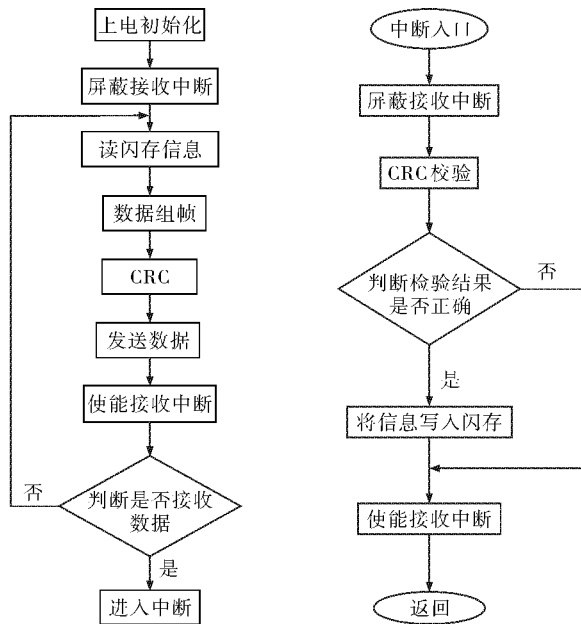 上电初始化
屏蔽接收中断
读闪存信息
数据组帧
CRC
发送数据
使能接收中断
否
判断是否接收
数据
是
进入中断
中断入口
屏蔽接收中断
CRC校验
否
判断检验结果
是否正确
是
将信息写入闪存
使能接收中断
返回